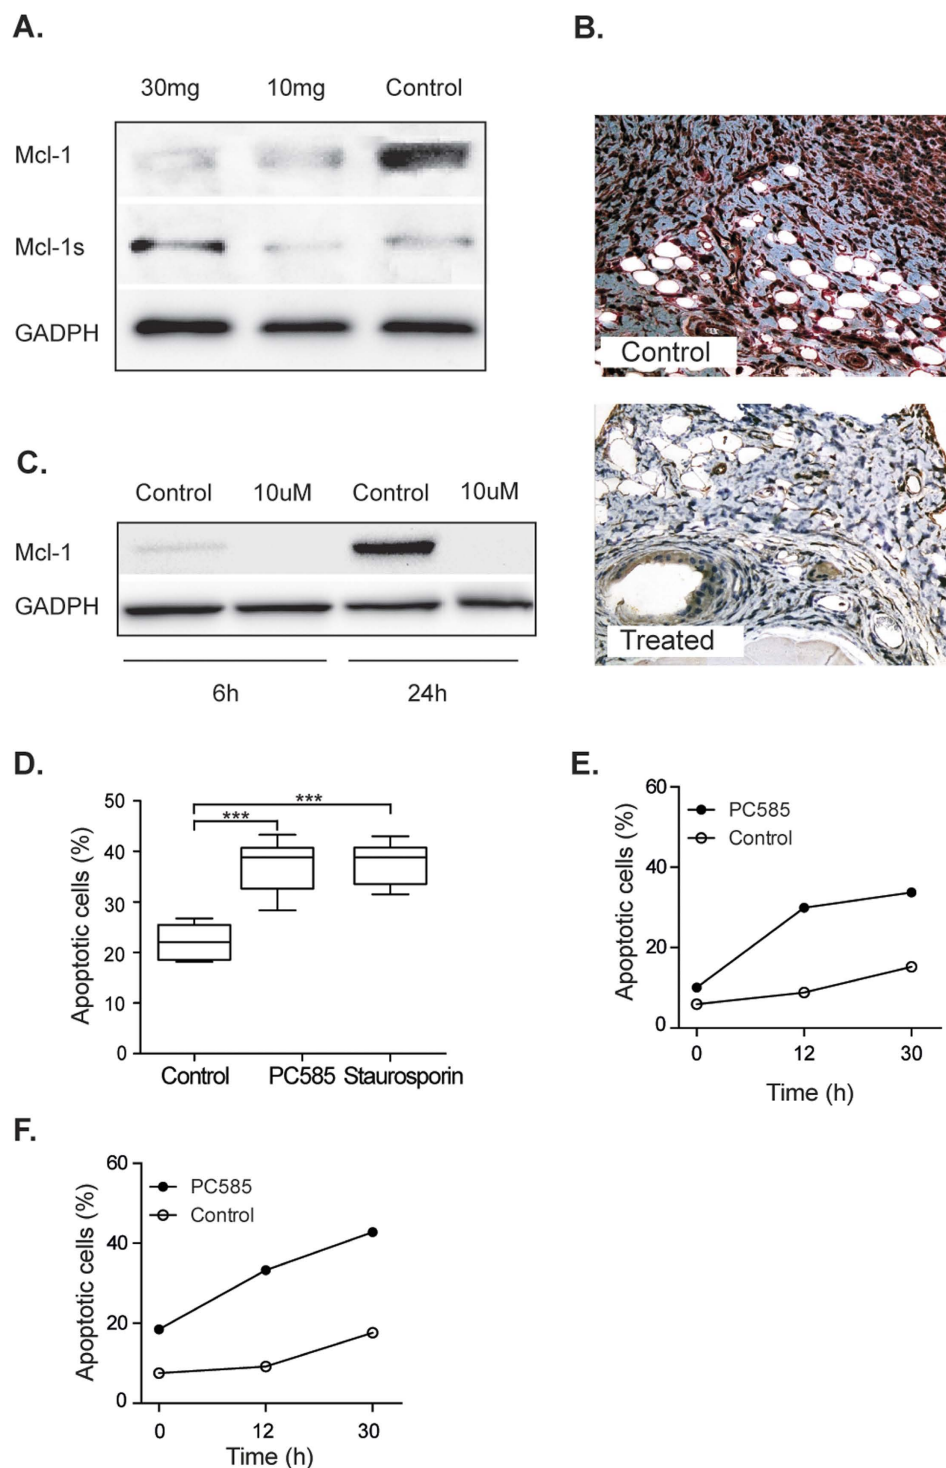 A.
30mg 10mg Control
Mcl-1
Mcl-1s
GADPH
B.
Control
Treated
C.
Control 10uM Control 10uM
Mcl-1
GADPH
6h 24h
D.
Apoptotic cells (%)
50
40
30
20
10
0
*** ***
Control PC585 Staurosporin
E.
Apoptotic cells (%)
60
40
20
0
PC585
Control
0 12 30
Time (h)
F.
Apoptotic cells (%)
60
40
20
0
PC585
Control
0 12 30
Time (h)